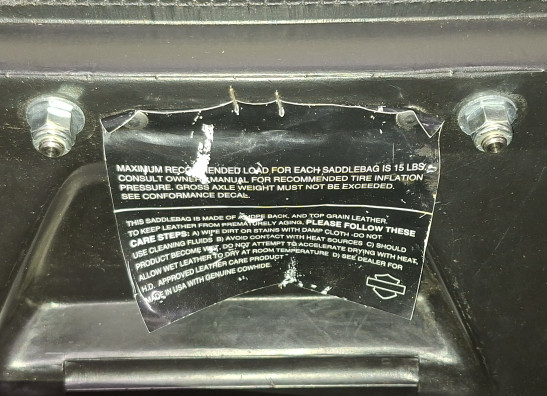 MAXIMUM RECOMMENDED LOAD FOR EACH SADDLEBAG IS 15 LBS.
CONSULT OWNERS MANUAL FOR RECOMMENDED TIRE INFLATION
PRESSURE. GROSS AXLE WEIGHT MUST NOT BE EXCEEDED.
SEE CONFORMANCE DECAL.
THIS SADDLEBAG IS MADE OF BACK, AND TOP GRAIN LEATHER.
TO KEEP LEATHER FROM PREMATURELY AGING, PLEASE FOLLOW THESE
CARE STEPS: A) WIPE DIRT OR STAINS WITH DAMP CLOTH -DO NOT
USE CLEANING FLUIDS B) AVOID CONTACT WITH HEAT SOURCES C) SHOULD
PRODUCT BECOME WET, DO NOT ATTEMPT TO ACCELERATE DRYING WITH HEAT,
ALLOW WET LEATHER TO DRY AT ROOM TEMPERATURE D) SEE DEALER FOR
H.D. APPROVED LEATHER CARE PRODUCT
MADE IN USA WITH GENUINE COWHIDE.